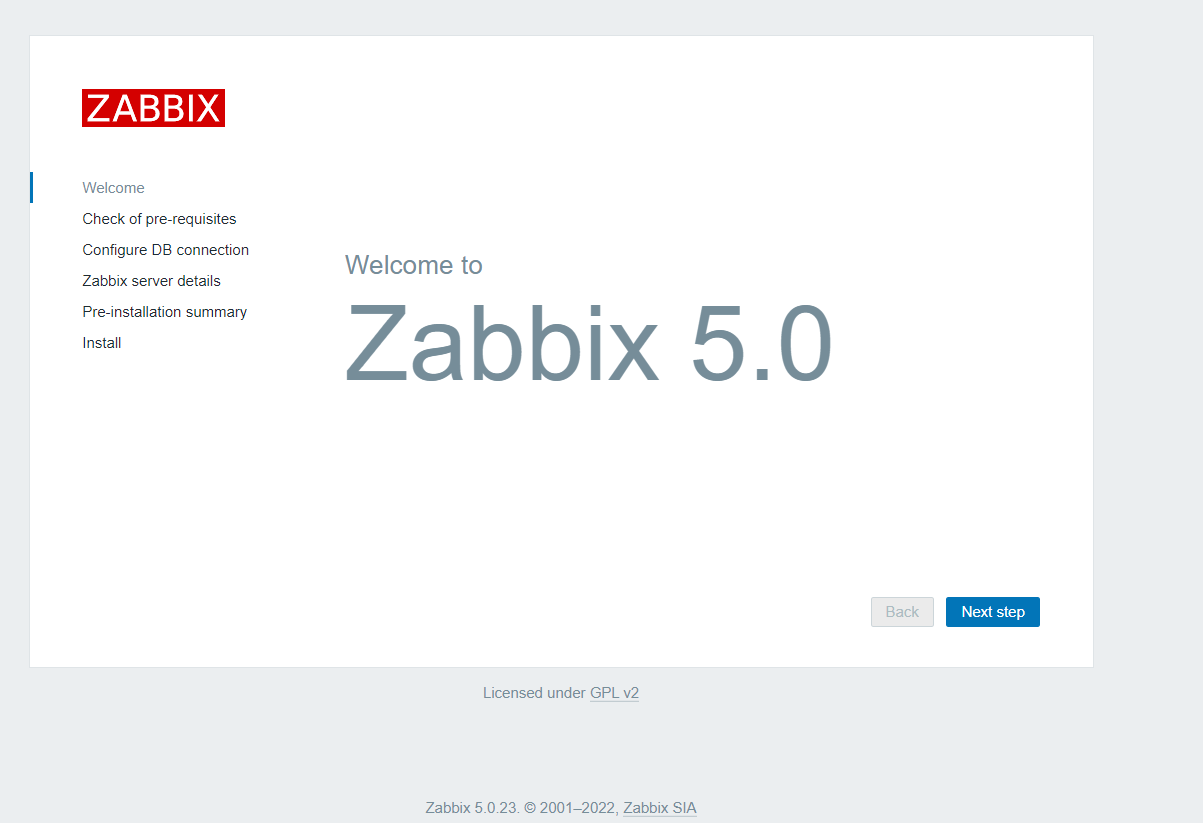 ZABBIX
Welcome
Check of pre-requisites
Configure DB connection
Zabbix server details
Pre-installation summary
Install
Welcome to
Zabbix 5.0
Back
Next step
Licensed under GPL v2
Zabbix 5.0.23. © 2001–2022, Zabbix SIA